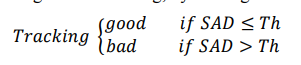 Tracking { good if SAD ≤ Th
bad if SAD > Th